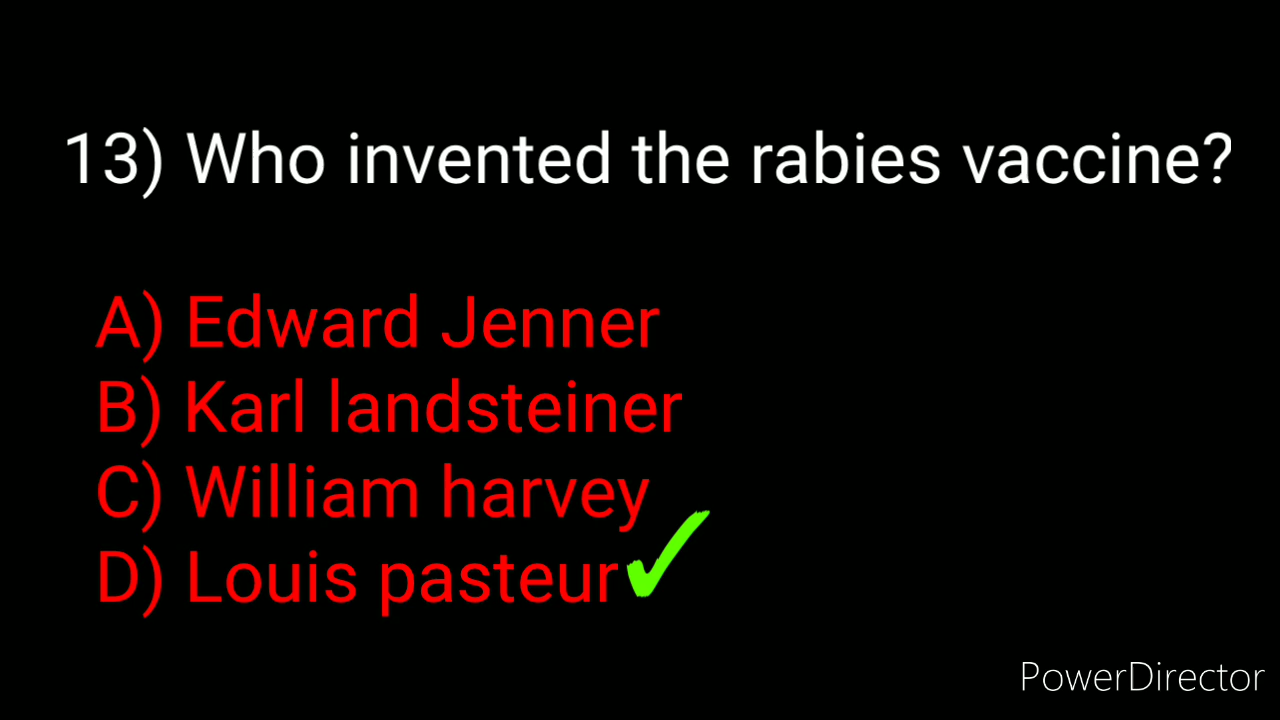 13) Who invented the rabies vaccine?
A) Edward Jenner
B) Karl landsteiner
C) William harvey
D) Louis pasteur
PowerDirector